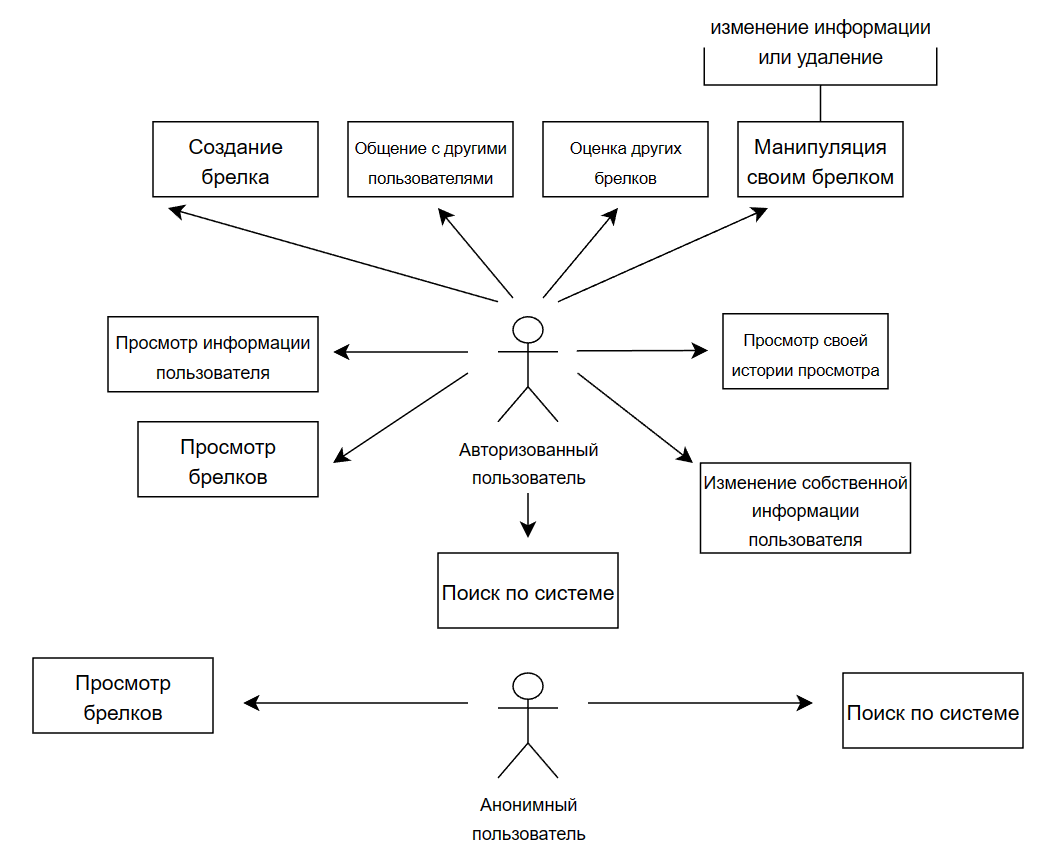 изменение информации
или удаление
Создание
брелка
Общение с другими
пользователями
Оценка других
брелков
Манипуляция
своим брелком
Просмотр информации
пользователя
Просмотр своей
истории просмотра
Просмотр
брелков
Авторизованный
пользователь
Изменение собственной
информации
пользователя
Поиск по системе
Просмотр
брелков
Поиск по системе
Анонимный
пользователь